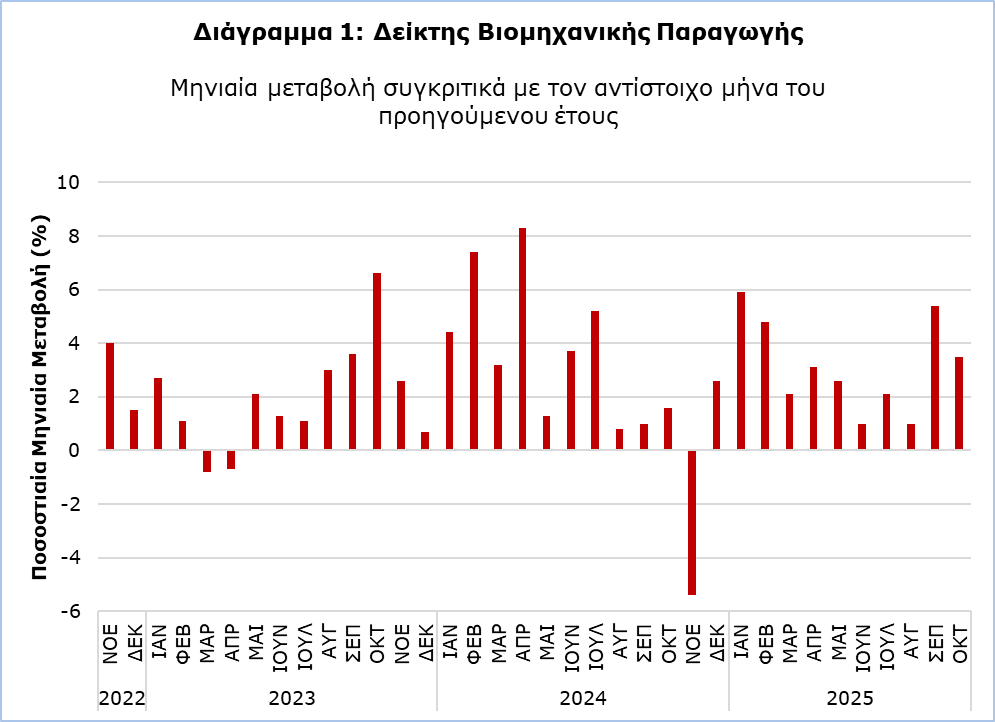 Διάγραμμα 1: Δείκτης Βιομηχανικής Παραγωγής
Μηνιαία μεταβολή συγκριτικά με τον αντίστοιχο μήνα του
προηγούμενου έτους
Ποσοστιαία Μηνιαία Μεταβολή (%)
10
8
6
4
2
0
-2
-4
-6
ΝΟΕ ΔΕΚ ΙΑΝ ΦΕΒ ΜΑΡ ΑΠΡ ΜΑΙ ΙΟΥΝ ΙΟΥΛ ΑΥΓ ΣΕΠ ΟΚΤ ΝΟΕ ΔΕΚ ΙΑΝ ΦΕΒ ΜΑΡ ΑΠΡ ΜΑΙ ΙΟΥΝ ΙΟΥΛ ΑΥΓ ΣΕΠ ΟΚΤ ΝΟΕ ΔΕΚ ΙΑΝ ΦΕΒ ΜΑΡ ΑΠΡ ΜΑΙ ΙΟΥΝ ΙΟΥΛ ΑΥΓ ΣΕΠ ΟΚΤ
2022 2023 2024 2025